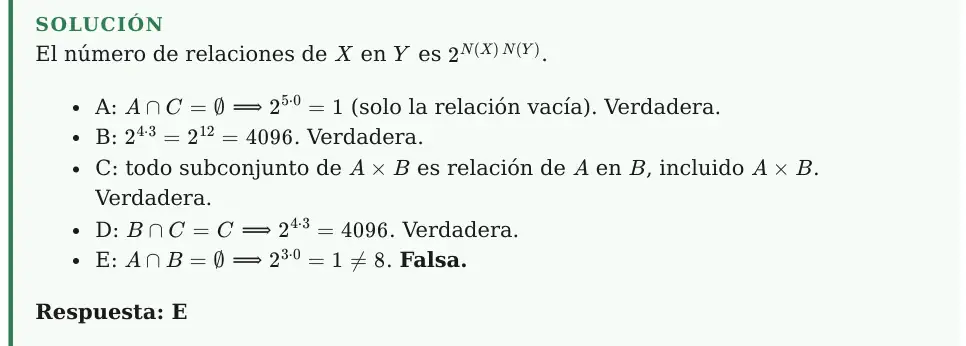 SOLUCIÓN
El número de relaciones de X en Y es 2^{N(X) N(Y)}.
• A: A ∩ C = ∅ ⟹ 2^{5·0} = 1 (solo la relación vacía). Verdadera.
• B: 2^{4·3} = 2^{12} = 4096. Verdadera.
• C: todo subconjunto de A × B es relación de A en B, incluido A × B.
Verdadera.
• D: B ∩ C = C ⟹ 2^{4·3} = 4096. Verdadera.
• E: A ∩ B = ∅ ⟹ 2^{3·0} = 1 ≠ 8. Falsa.
Respuesta: E